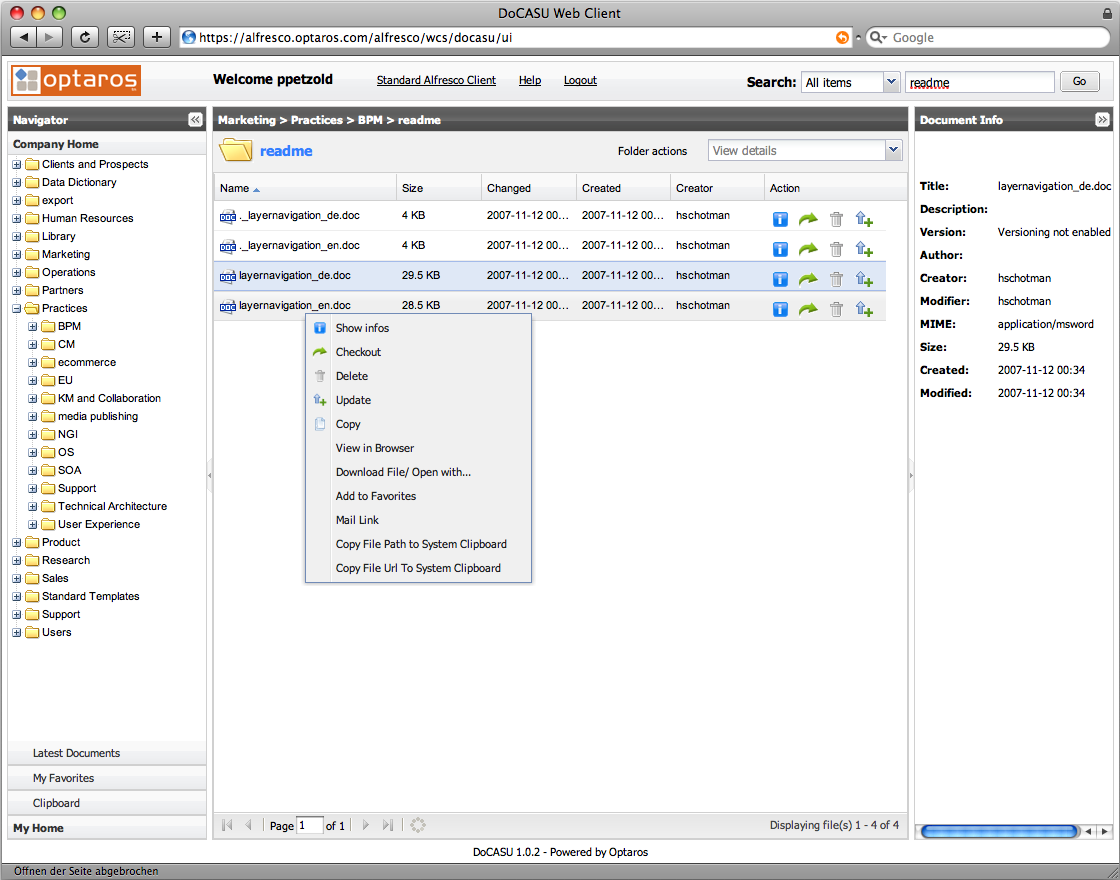 DoCASU Web Client
https://alfresco.optaros.com/alfresco/wcs/docasu/ui
Google
optaros
Welcome ppetzold
Standard Alfresco Client Help Logout
Search: All items readme Go
Navigator
Company Home
Clients and Prospects
Data Dictionary
export
Human Resources
Library
Marketing
Operations
Partners
Practices
BPM
CM
ecommerce
EU
KM and Collaboration
media publishing
NGI
OS
SOA
Support
Technical Architecture
User Experience
Product
Research
Sales
Standard Templates
Support
Users
Latest Documents
My Favorites
Clipboard
My Home
Marketing > Practices > BPM > readme
readme
Folder actions View details
Name Size Changed Created Creator Action
._layernavigation_de.doc 4 KB 2007-11-12 00... 2007-11-12 00... hschotman
._layernavigation_en.doc 4 KB 2007-11-12 00... 2007-11-12 00... hschotman
layernavigation_de.doc 29.5 KB 2007-11-12 00... 2007-11-12 00... hschotman
layernavigation_en.doc 28.5 KB 2007-11-12 00... 2007-11-12 00... hschotman
Show infos
Checkout
Delete
Update
Copy
View in Browser
Download File/ Open with...
Add to Favorites
Mail Link
Copy File Path to System Clipboard
Copy File Url To System Clipboard
Page 1 of 1
Displaying file(s) 1 - 4 of 4
Document Info
Title: layernavigation_de.doc
Description:
Version: Versioning not enabled
Author:
Creator: hschotman
Modifier: hschotman
MIME: application/msword
Size: 29.5 KB
Created: 2007-11-12 00:34
Modified: 2007-11-12 00:34
DoCASU 1.0.2 - Powered by Optaros
Öffnen der Seite abgebrochen